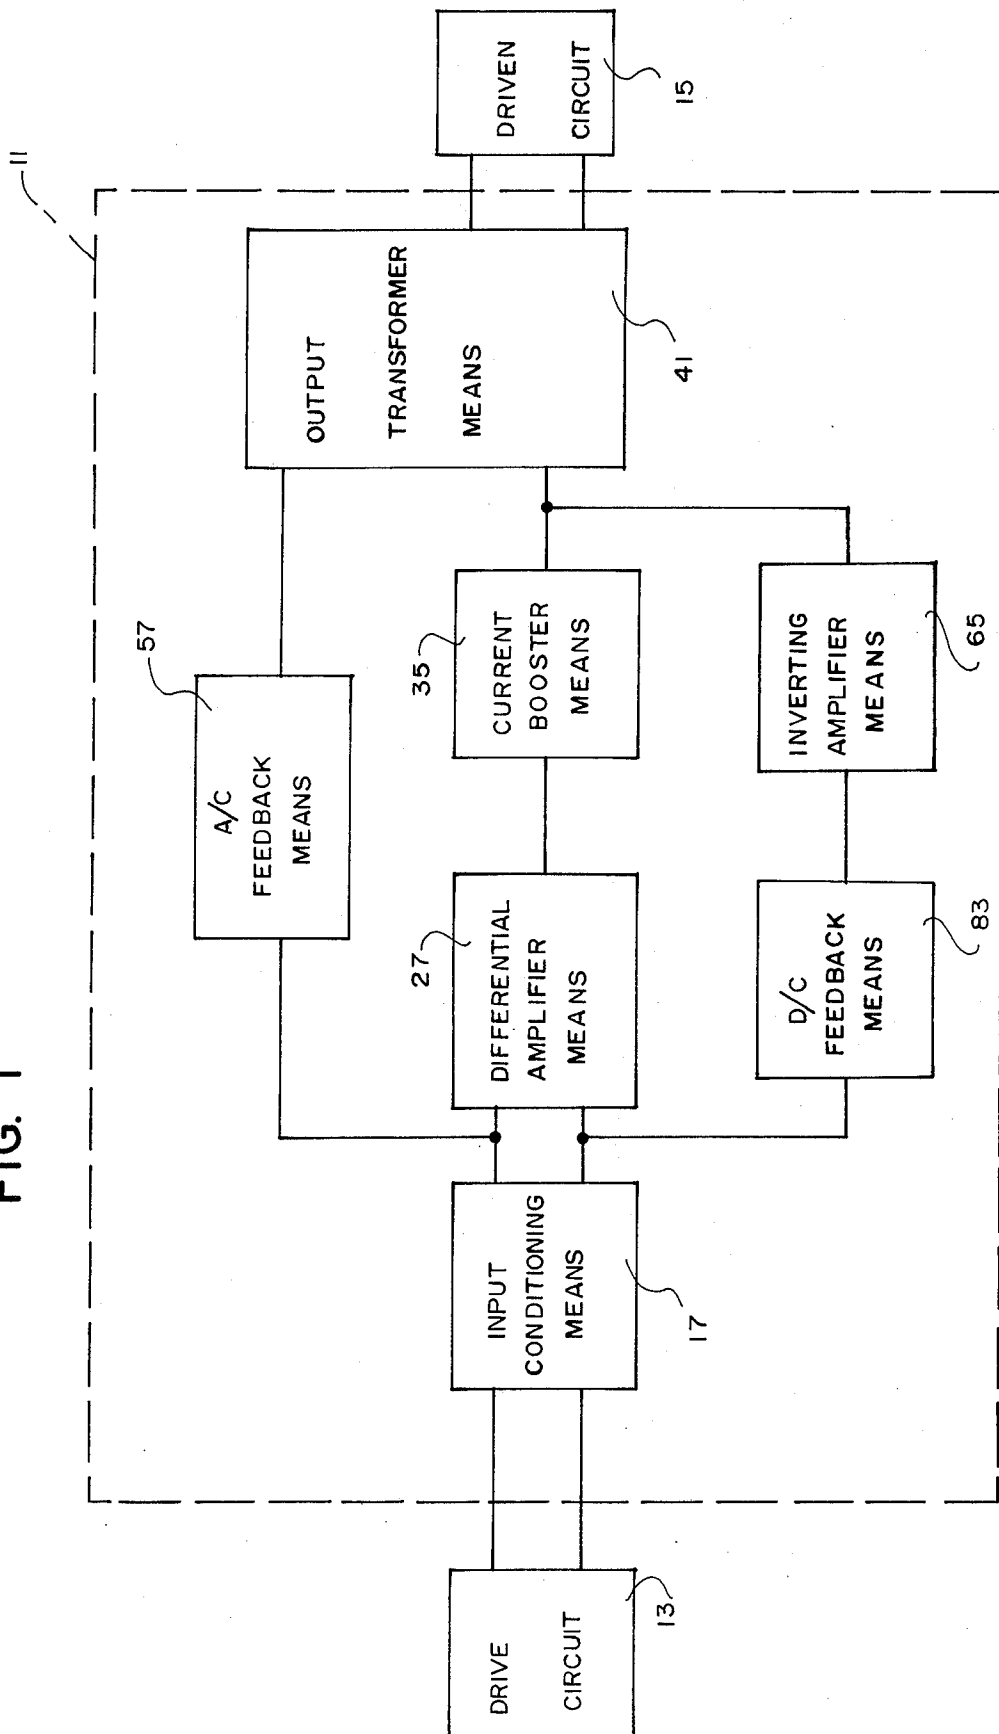 FIG. 1
11
DRIVE
CIRCUIT
13
INPUT
CONDITIONING
MEANS
17
DIFFERENTIAL
AMPLIFIER
MEANS
27
CURRENT
BOOSTER
MEANS
35
A/C
FEEDBACK
MEANS
57
D/C
FEEDBACK
MEANS
83
INVERTING
AMPLIFIER
MEANS
65
OUTPUT
TRANSFORMER
MEANS
41
DRIVEN
CIRCUIT
15